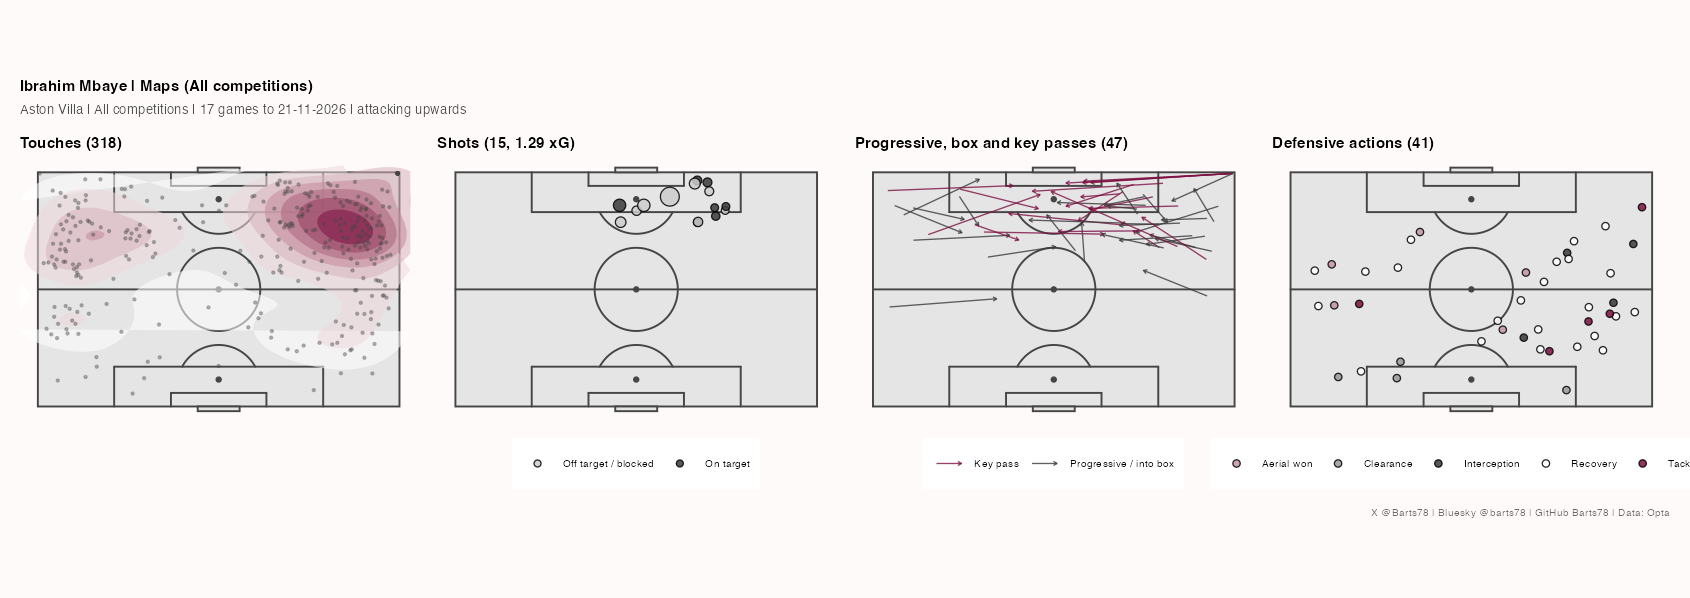 Ibrahim Mbaye | Maps (All competitions)
Aston Villa | All competitions | 17 games to 21-11-2026 | attacking upwards
Touches (318)
Shots (15, 1.29 xG)
Progressive, box and key passes (47)
Defensive actions (41)
Off target / blocked
On target
Key pass
Progressive / into box
Aerial won
Clearance
Interception
Recovery
Tack
X @Barts78 | Bluesky @barts78 | GitHub Barts78 | Data: Opta